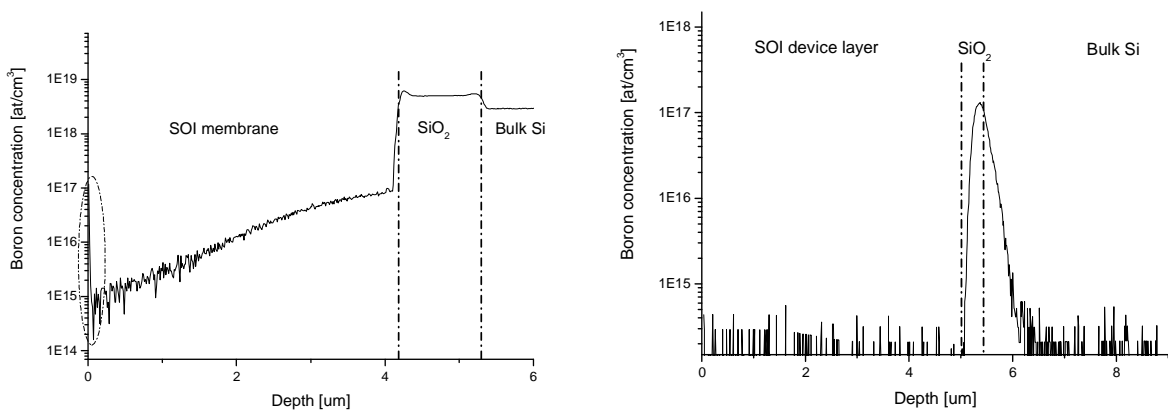 1E19
1E18
1E17
1E16
1E15
1E14
Boron concentration [at/cm³]
SOI membrane
SiO₂
Bulk Si
0
2
4
6
Depth [um]
1E18
1E17
1E16
1E15
Boron concentration [at/cm³]
SOI device layer
SiO₂
Bulk Si
0
2
4
6
8
Depth [um]